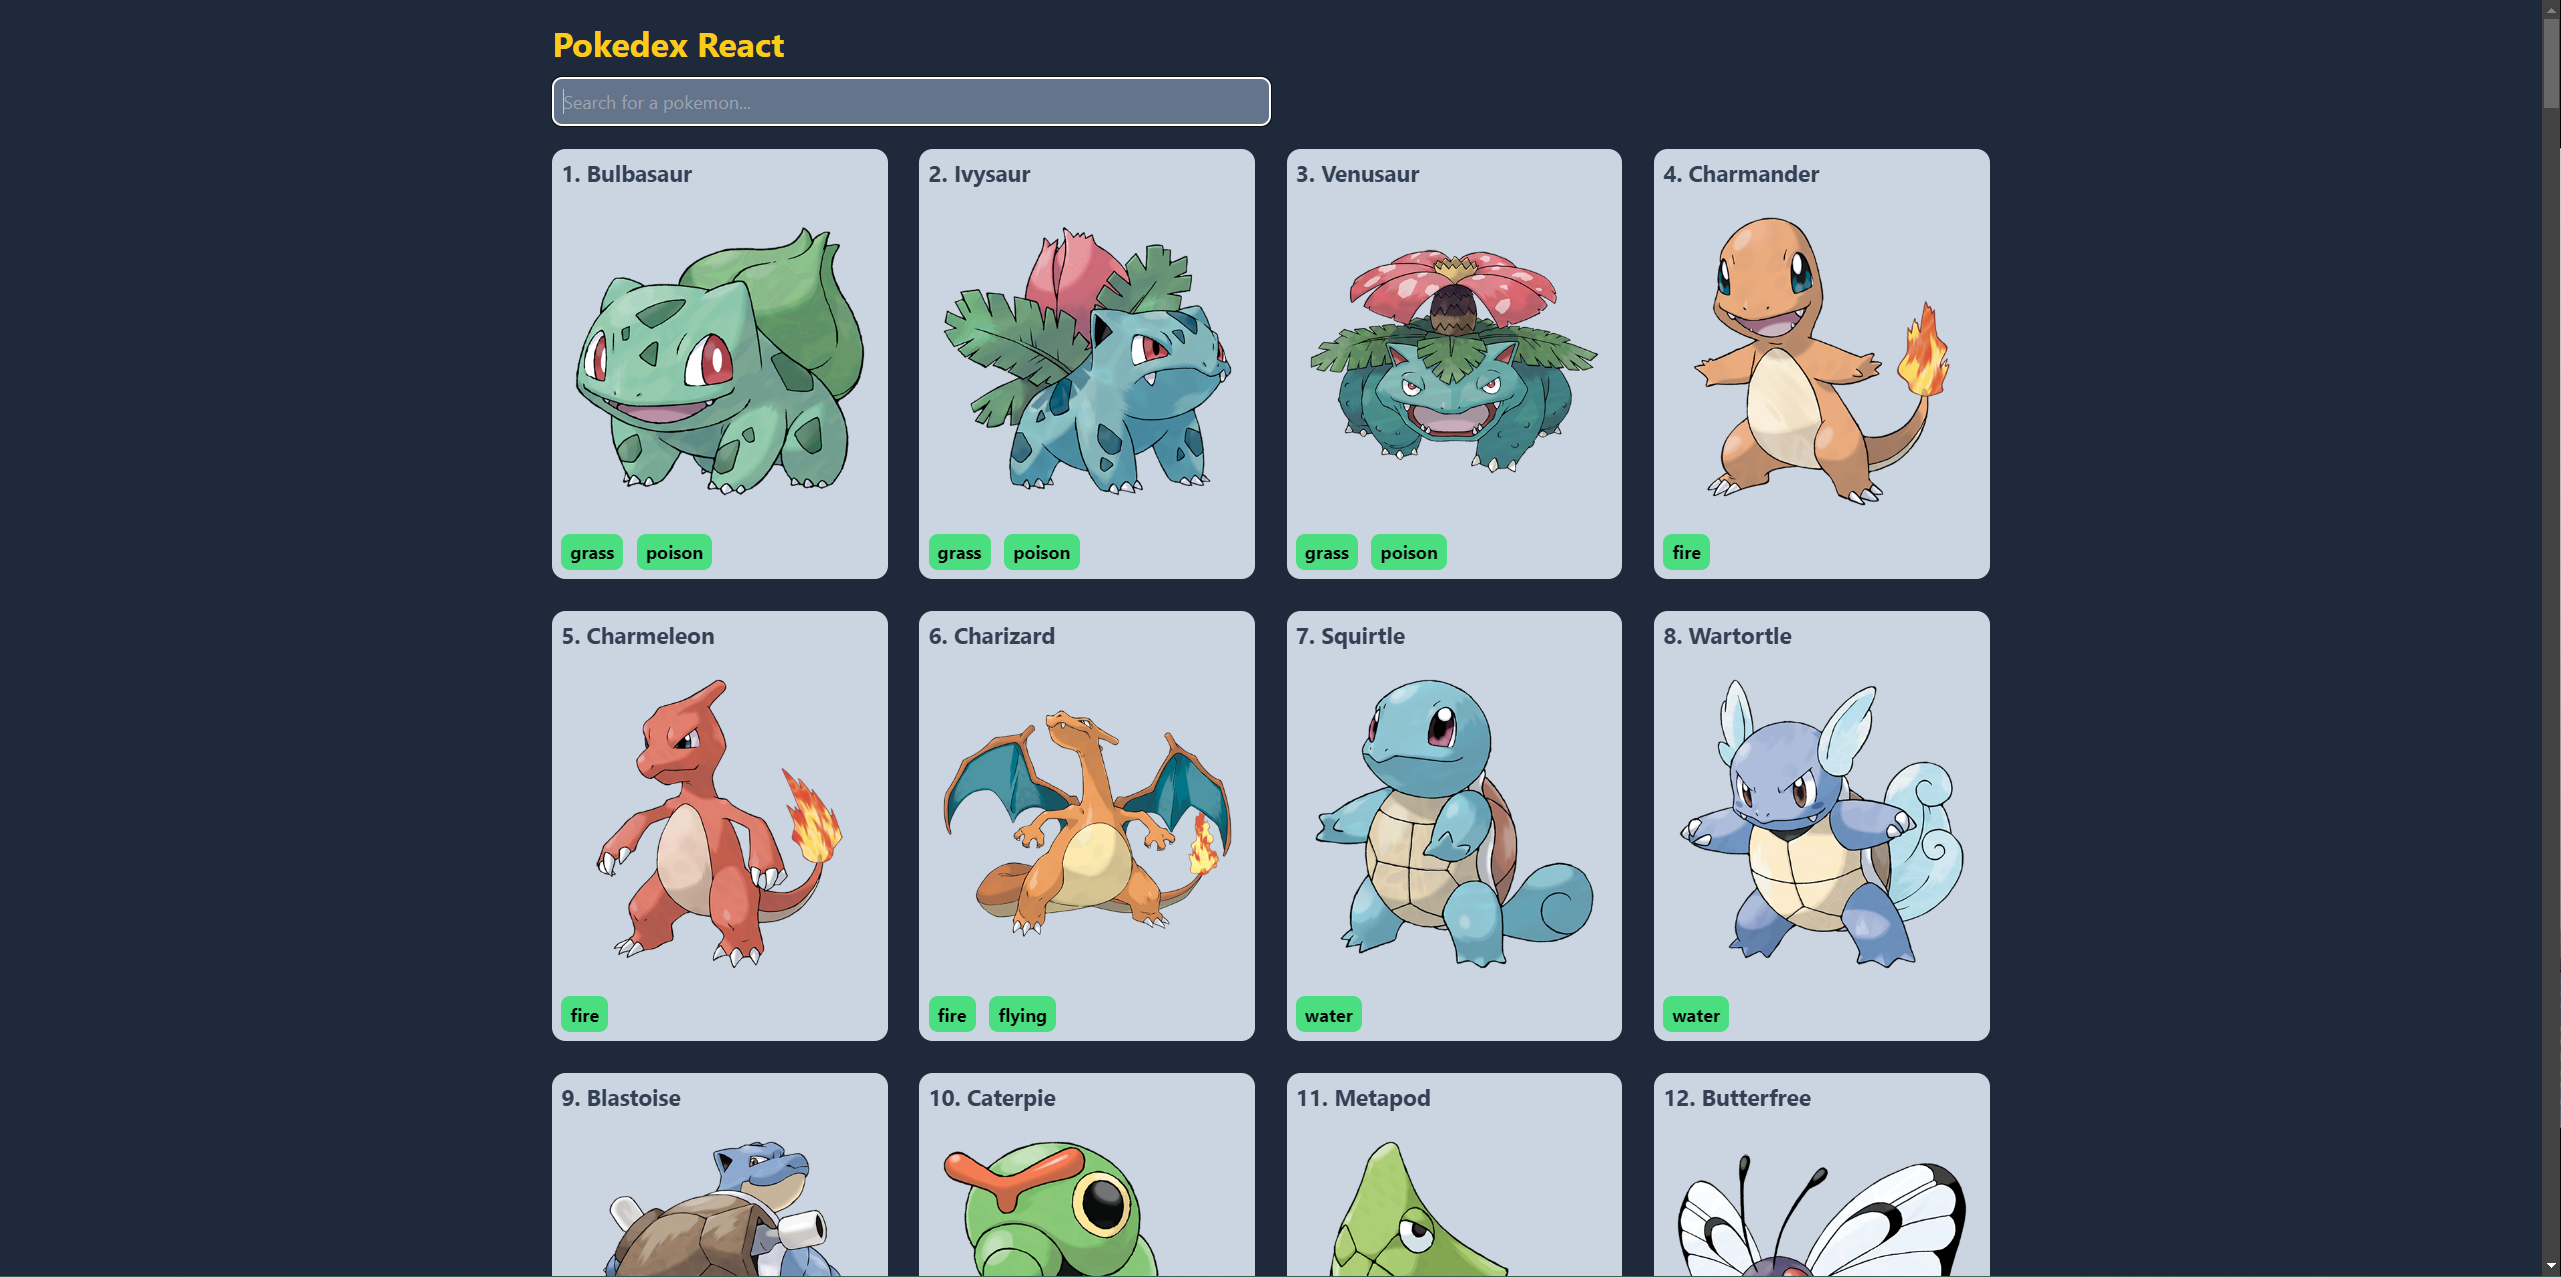 Pokedex React
Search for a pokemon...
1. Bulbasaur
2. Ivysaur
3. Venusaur
4. Charmander
grass poison
grass poison
grass poison
fire
5. Charmeleon
6. Charizard
7. Squirtle
8. Wartortle
fire
fire flying
water
water
9. Blastoise
10. Caterpie
11. Metapod
12. Butterfree